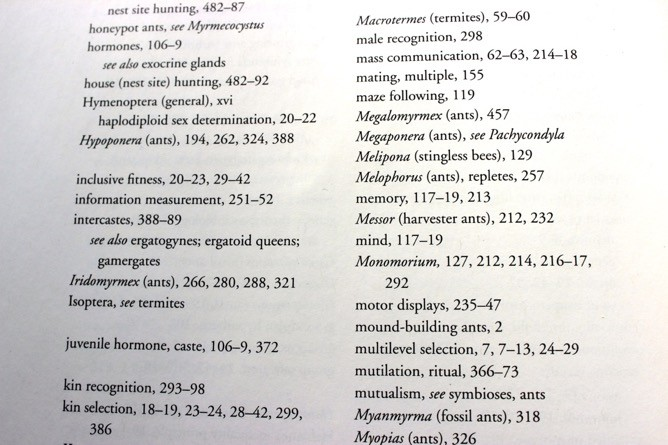 nest site hunting, 482–87
honeypot ants, see Myrmecocystus
hormones, 106–9
see also exocrine glands
house (nest site) hunting, 482–92
Hymenoptera (general), xvi
haplodiploid sex determination, 20–22
Hypoponera (ants), 194, 262, 324, 388
inclusive fitness, 20–23, 29–42
information measurement, 251–52
intercastes, 388–89
see also ergatogynes; ergatoid queens;
gamergates
Iridomyrmex (ants), 266, 280, 288, 321
Isoptera, see termites
juvenile hormone, caste, 106–9, 372
kin recognition, 293–98
kin selection, 18–19, 23–24, 28–42, 299,
386
Macrotermes (termites), 59–60
male recognition, 298
mass communication, 62–63, 214–18
mating, multiple, 155
maze following, 119
Megalomyrmex (ants), 457
Megaponera (ants), see Pachycondyla
Melipona (stingless bees), 129
Melophorus (ants), repletes, 257
memory, 117–19, 213
Messor (harvester ants), 212, 232
mind, 117–19
Monomorium, 127, 212, 214, 216–17,
292
motor displays, 235–47
mound-building ants, 2
multilevel selection, 7, 7–13, 24–29
mutilation, ritual, 366–73
mutualism, see symbioses, ants
Myanmyrma (fossil ants), 318
Myopias (ants), 326